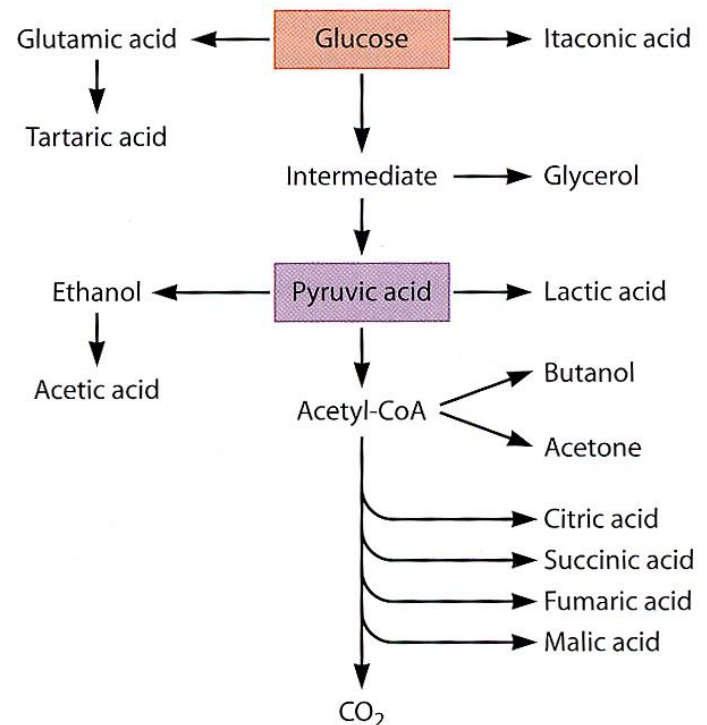 Glutamic acid
Glucose
Itaconic acid
Tartaric acid
Intermediate
Glycerol
Ethanol
Pyruvic acid
Lactic acid
Acetic acid
Acetyl-CoA
Butanol
Acetone
Citric acid
Succinic acid
Fumaric acid
Malic acid
CO₂